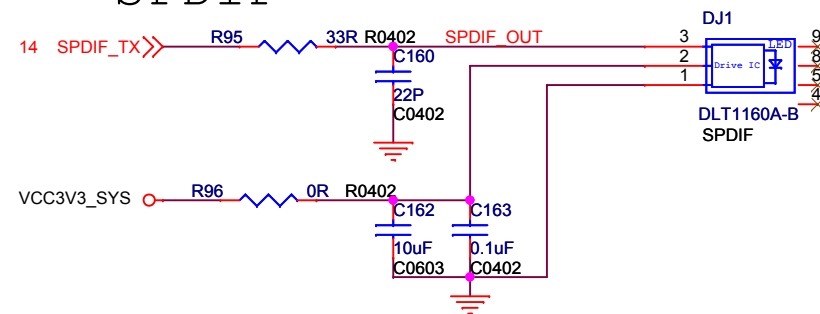 SPDIF
DJ1
14 SPDIF_TX R95 33R R0402 SPDIF_OUT 3 LED 9
C160 2 Drive IC 8
1 5
22P 4
C0402 DLT1160A-B
SPDIF
VCC3V3_SYS R96 0R R0402
C162 C163
10uF 0.1uF
C0603 C0402